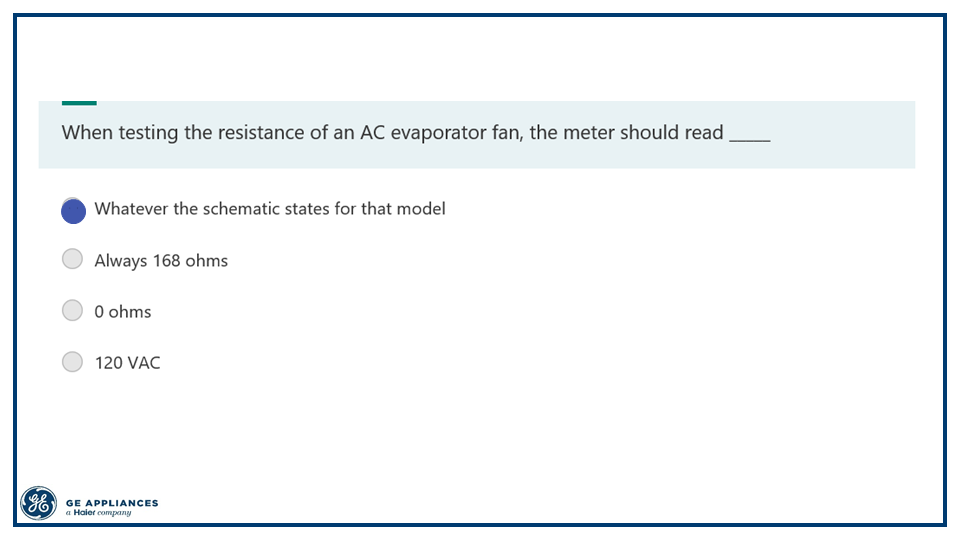 When testing the resistance of an AC evaporator fan, the meter should read _____
Whatever the schematic states for that model
Always 168 ohms
0 ohms
120 VAC
GE APPLIANCES
a Haier company